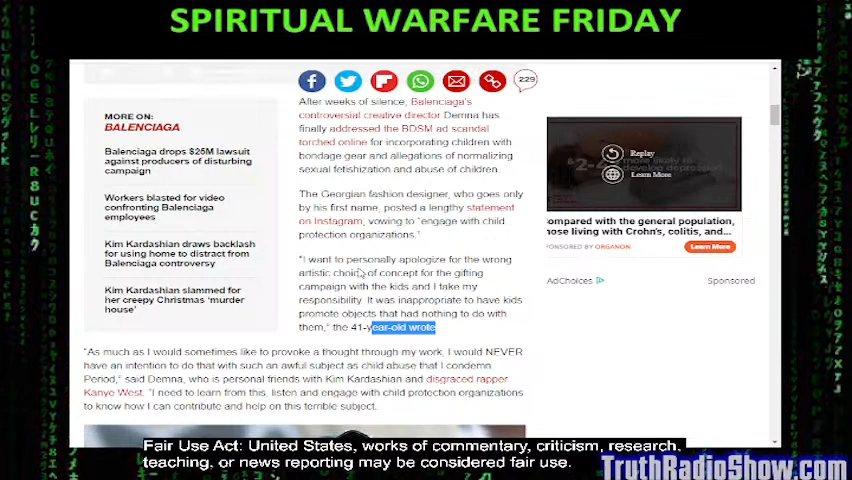 SPIRITUAL WARFARE FRIDAY
229
MORE ON:
BALENCIAGA
Balenciaga drops $25M lawsuit
against producers of disturbing
campaign
Workers blasted for video
confronting Balenciaga
employees
Kim Kardashian draws backlash
for using home to distract from
Balenciaga controversy
Kim Kardashian slammed for
her creepy Christmas 'murder
house'
After weeks of silence, Balenciaga's
controversial creative director Demna has
finally addressed the BDSM ad scandal
torched online for incorporating children with
bondage gear and allegations of normalizing
sexual fetishization and abuse of children.
The Georgian fashion designer, who goes only
by his first name, posted a lengthy statement
on Instagram, vowing to "engage with child
protection organizations."
"I want to personally apologize for the wrong
artistic choice of concept for the gifting
campaign with the kids and I take my
responsibility. It was inappropriate to have kids
promote objects that had nothing to do with
them," the 41-year-old wrote
"As much as I would sometimes like to provoke a thought through my work, I would NEVER
have an intention to do that with such an awful subject as child abuse that I condemn.
Period," said Demna, who is personal friends with Kim Kardashian and disgraced rapper
Kanye West. "I need to learn from this, listen and engage with child protection organizations
to know how I can contribute and help on this terrible subject.
Replay
Learn More
compared with the general population,
hose living with Crohn's, colitis, and...
SPONSORED BY ORGANON
Learn More
AdChoices
Sponsored
Fair Use Act: United States, works of commentary, criticism, research,
teaching, or news reporting may be considered fair use.
TruthRadioShow.com